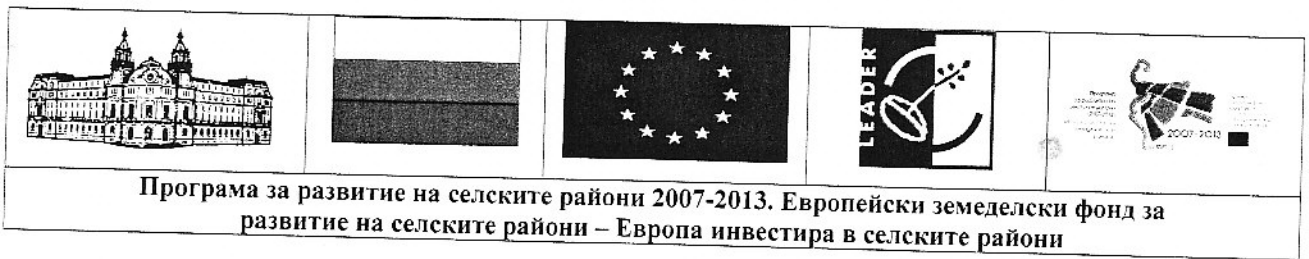 LEADER
2007-2013
Програма за развитие на селските райони 2007-2013. Европейски земеделски фонд за
развитие на селските райони – Европа инвестира в селските райони